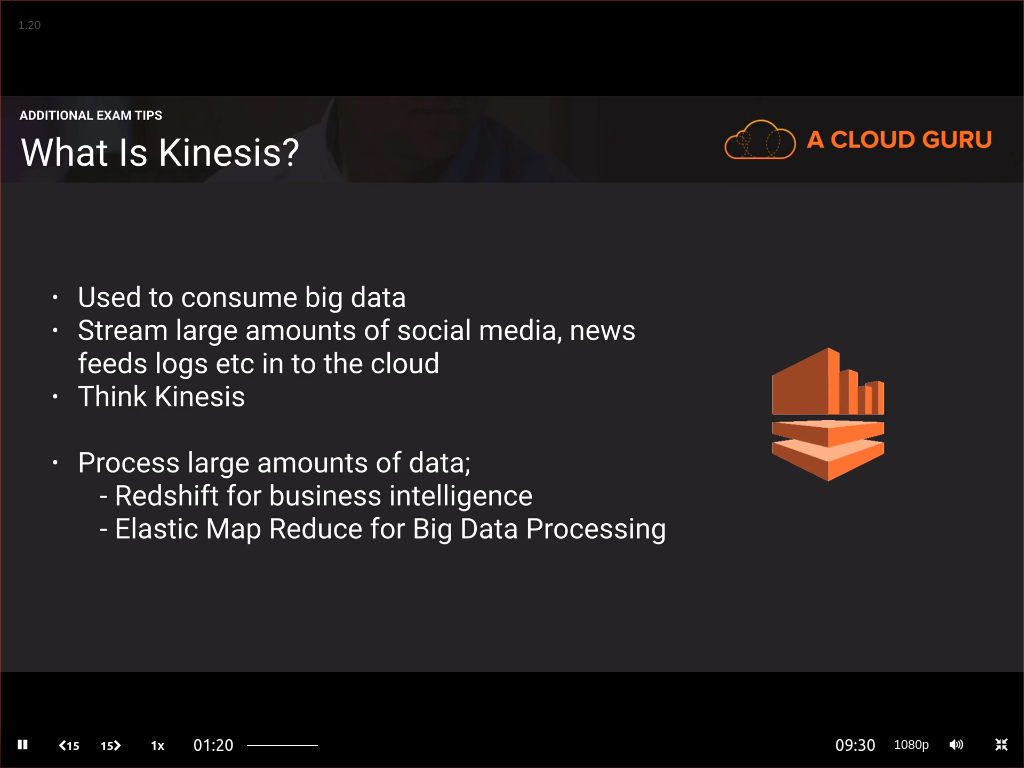 1.20
ADDITIONAL EXAM TIPS
What Is Kinesis?
A CLOUD GURU
· Used to consume big data
· Stream large amounts of social media, news
feeds logs etc in to the cloud
· Think Kinesis
· Process large amounts of data;
- Redshift for business intelligence
- Elastic Map Reduce for Big Data Processing
15 15 1x 01:20 09:30 1080p